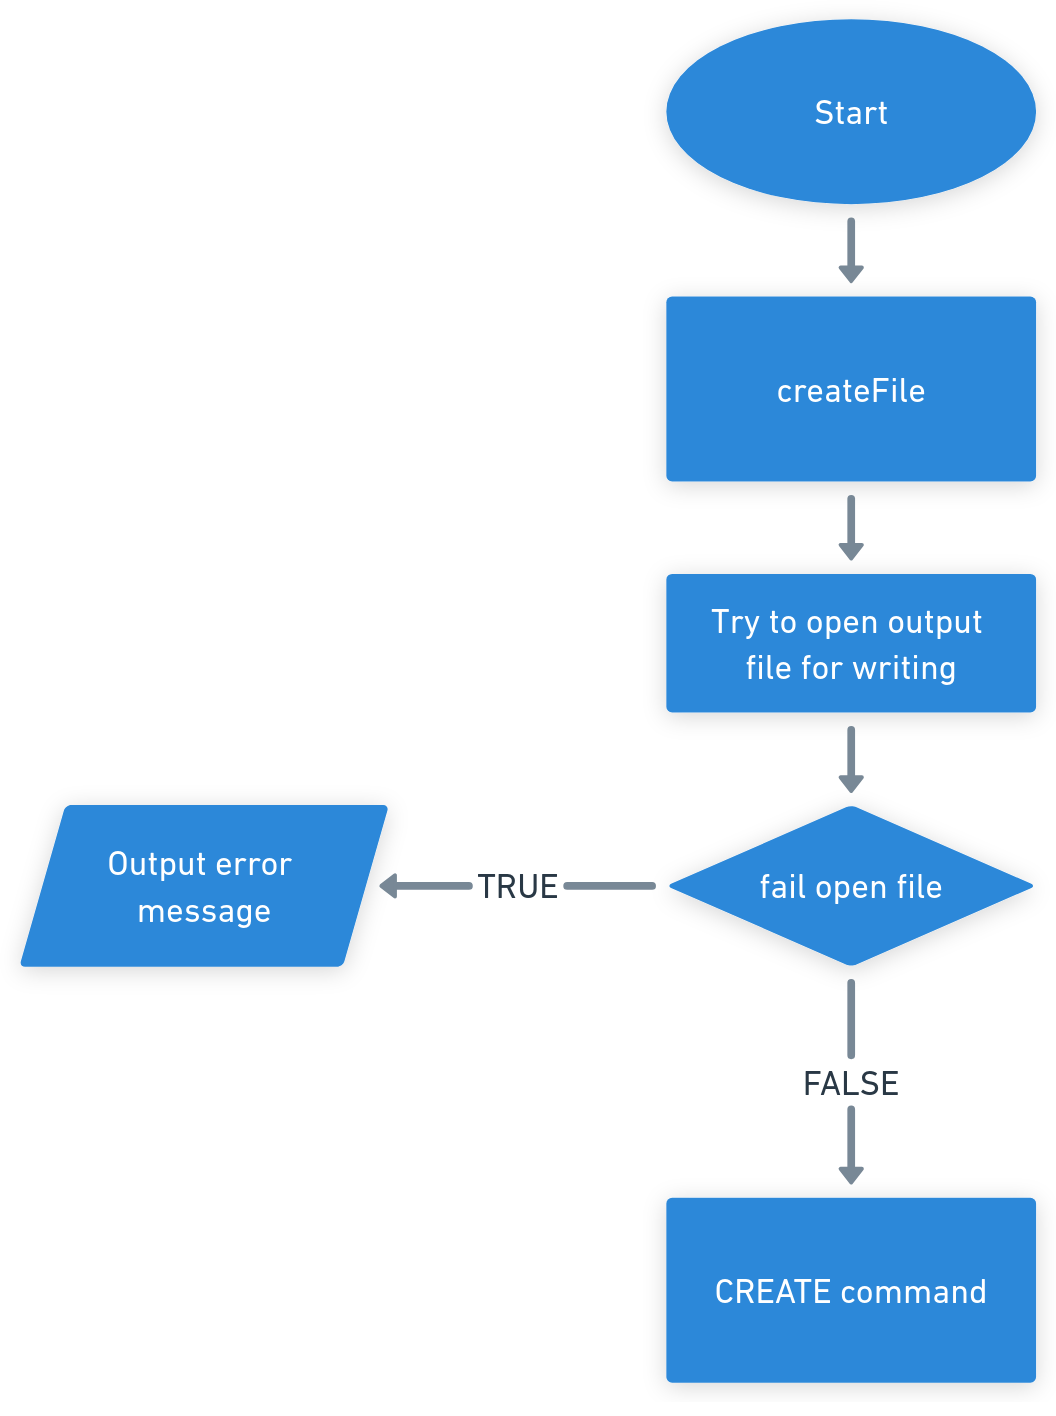 Start
createFile
Try to open output
file for writing
fail open file
TRUE
Output error
message
FALSE
CREATE command